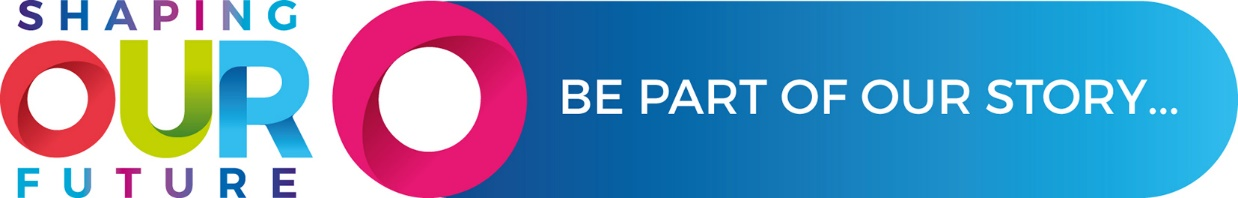 SHAPING
OUR
FUTURE
BE PART OF OUR STORY...